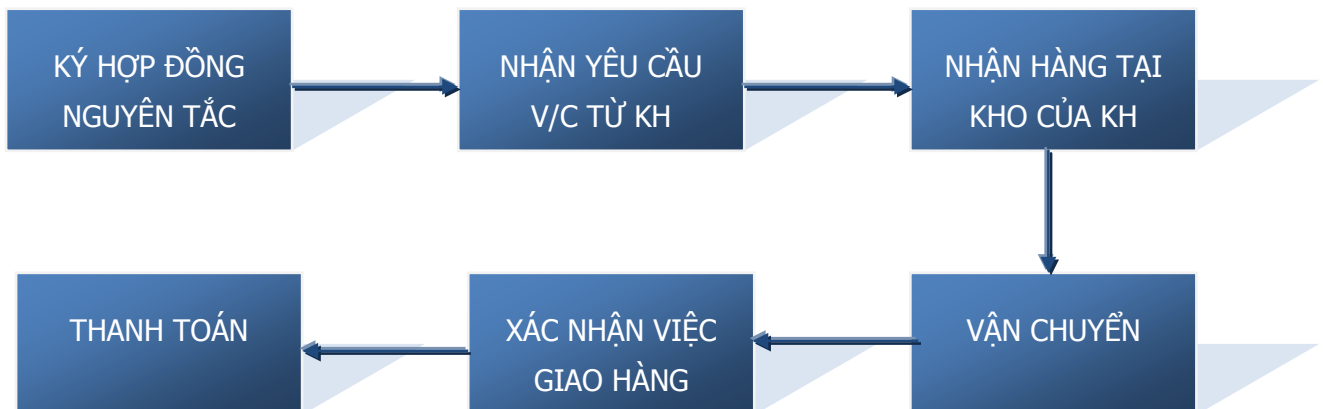 KÝ HỢP ĐỒNG
NGUYÊN TẮC
NHẬN YÊU CẦU
V/C TỪ KH
NHẬN HÀNG TẠI
KHO CỦA KH
VẬN CHUYỂN
XÁC NHẬN VIỆC
GIAO HÀNG
THANH TOÁN